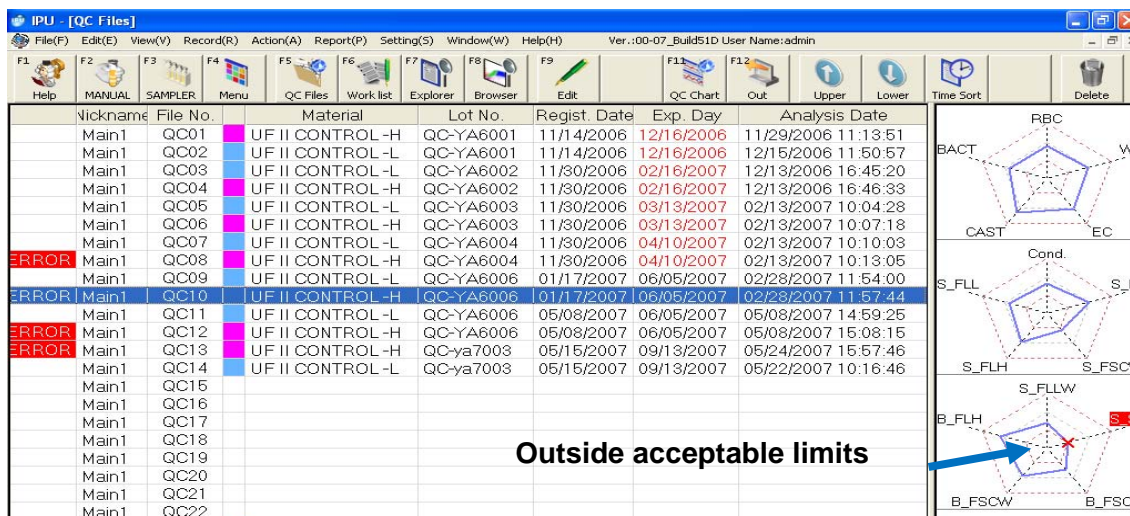 IPU - [QC Files]
File(F) Edit(E) View(V) Record(R) Action(A) Report(P) Setting(S) Window(W) Help(H) Ver.:00-07_Build51D User Name:admin
F1 F2 F3 F4 F5 F6 F7 F8 F9 F11 F12
Help MANUAL SAMPLER Menu QC Files Work list Explorer Browser Edit QC Chart Out Upper Lower Time Sort Delete
Nickname File No. Material Lot No. Regist. Date Exp. Day Analysis Date
Main1 QC01 UF II CONTROL-H QC-YA6001 11/14/2006 12/16/2006 11/29/2006 11:13:51
Main1 QC02 UF II CONTROL-L QC-YA6001 11/14/2006 12/16/2006 12/15/2006 11:50:57
Main1 QC03 UF II CONTROL-L QC-YA6002 11/30/2006 02/16/2007 12/13/2006 16:45:20
Main1 QC04 UF II CONTROL-H QC-YA6002 11/30/2006 02/16/2007 12/13/2006 16:46:33
Main1 QC05 UF II CONTROL-L QC-YA6003 11/30/2006 03/13/2007 02/13/2007 10:04:28
Main1 QC06 UF II CONTROL-H QC-YA6003 11/30/2006 03/13/2007 02/13/2007 10:07:18
Main1 QC07 UF II CONTROL-L QC-YA6004 11/30/2006 04/10/2007 02/13/2007 10:10:03
ERROR Main1 QC08 UF II CONTROL-H QC-YA6004 11/30/2006 04/10/2007 02/13/2007 10:13:05
Main1 QC09 UF II CONTROL-L QC-YA6006 01/17/2007 06/05/2007 02/28/2007 11:54:00
ERROR Main1 QC10 UF II CONTROL-H QC-YA6006 01/17/2007 06/05/2007 02/28/2007 11:57:44
Main1 QC11 UF II CONTROL-L QC-YA6006 05/08/2007 06/05/2007 05/08/2007 14:59:25
ERROR Main1 QC12 UF II CONTROL-H QC-YA6006 05/08/2007 06/05/2007 05/08/2007 15:08:15
ERROR Main1 QC13 UF II CONTROL-H QC-ya7003 05/15/2007 09/13/2007 05/24/2007 15:57:46
Main1 QC14 UF II CONTROL-L QC-ya7003 05/15/2007 09/13/2007 05/22/2007 10:16:46
Main1 QC15
Main1 QC16
Main1 QC17
Main1 QC18
Main1 QC19
Main1 QC20
Main1 QC21
Main1 QC22
Outside acceptable limits
RBC
BACT W
CAST EC
Cond.
S_FLL S_
S_FLH S_FSC
S_FLLW
B_FLH S_S
B_FSCW B_FSC